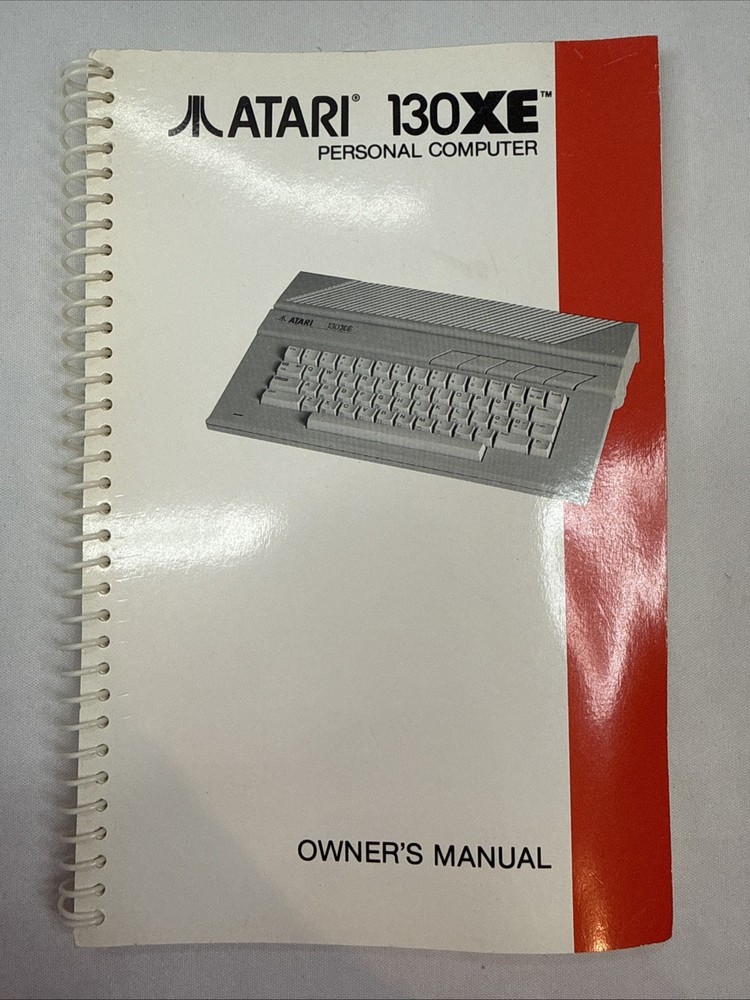 ATARI® 130XE™
PERSONAL COMPUTER
ATARI 130XE
OWNER'S MANUAL